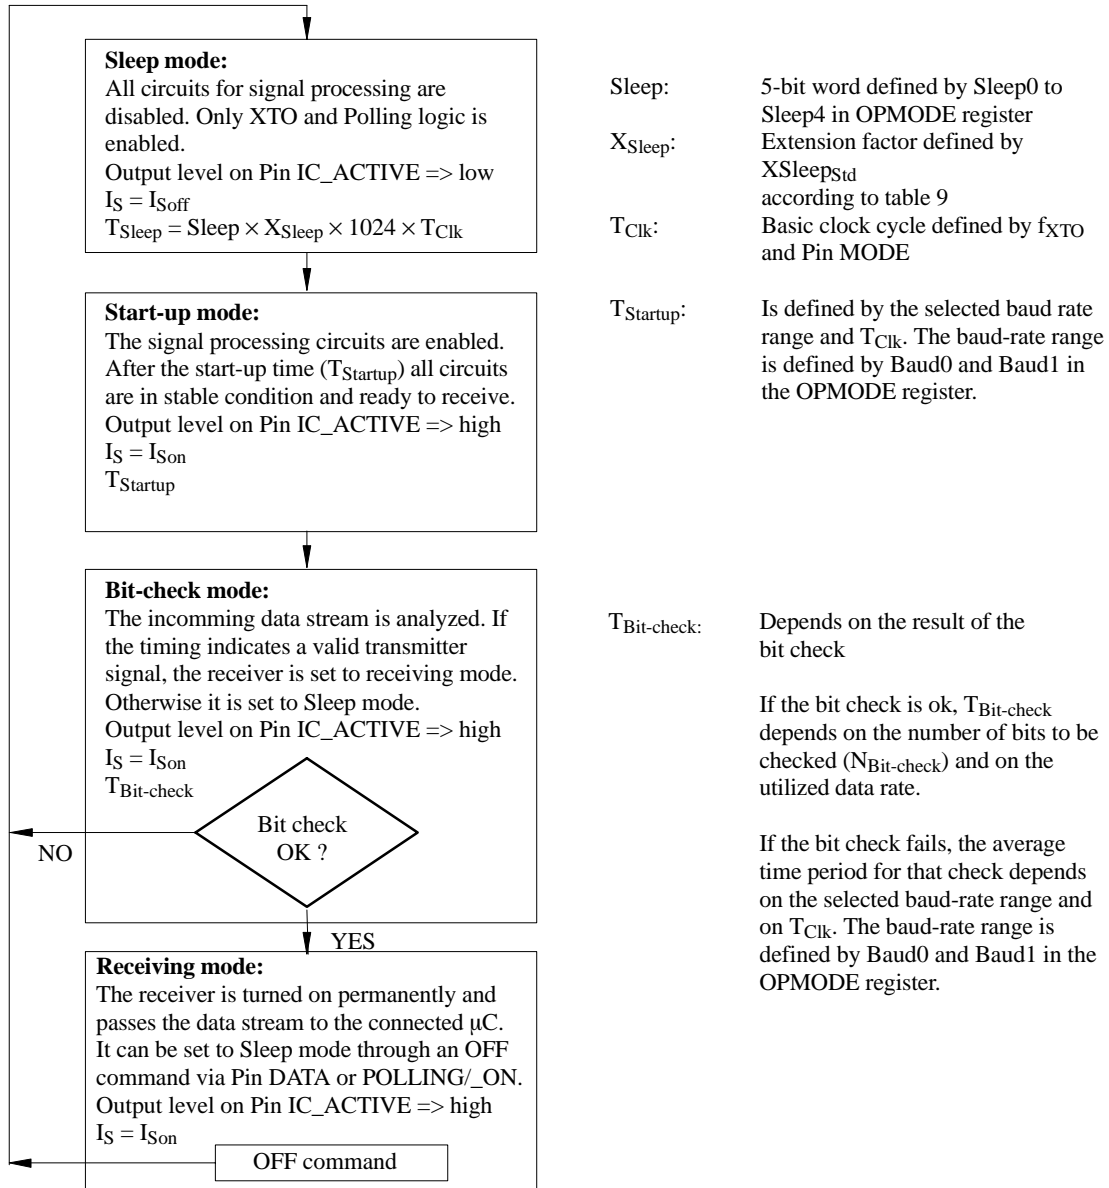 Sleep mode:
All circuits for signal processing are
disabled. Only XTO and Polling logic is
enabled.
Output level on Pin IC_ACTIVE => low
IS = ISoff
TSleep = Sleep × XSleep × 1024 × TClk
Sleep: 5-bit word defined by Sleep0 to
Sleep4 in OPMODE register
XSleep: Extension factor defined by
XSleepStd
according to table 9
TClk: Basic clock cycle defined by fXTO
and Pin MODE
Start-up mode:
The signal processing circuits are enabled.
After the start-up time (TStartup) all circuits
are in stable condition and ready to receive.
Output level on Pin IC_ACTIVE => high
IS = ISon
TStartup
TStartup: Is defined by the selected baud rate
range and TClk. The baud-rate range
is defined by Baud0 and Baud1 in
the OPMODE register.
Bit-check mode:
The incomming data stream is analyzed. If
the timing indicates a valid transmitter
signal, the receiver is set to receiving mode.
Otherwise it is set to Sleep mode.
Output level on Pin IC_ACTIVE => high
IS = ISon
TBit-check
Bit check
OK ?
NO
YES
TBit-check: Depends on the result of the
bit check
If the bit check is ok, TBit-check
depends on the number of bits to be
checked (NBit-check) and on the
utilized data rate.
If the bit check fails, the average
time period for that check depends
on the selected baud-rate range and
on TClk. The baud-rate range is
defined by Baud0 and Baud1 in the
OPMODE register.
Receiving mode:
The receiver is turned on permanently and
passes the data stream to the connected µC.
It can be set to Sleep mode through an OFF
command via Pin DATA or POLLING/_ON.
Output level on Pin IC_ACTIVE => high
IS = ISon
OFF command